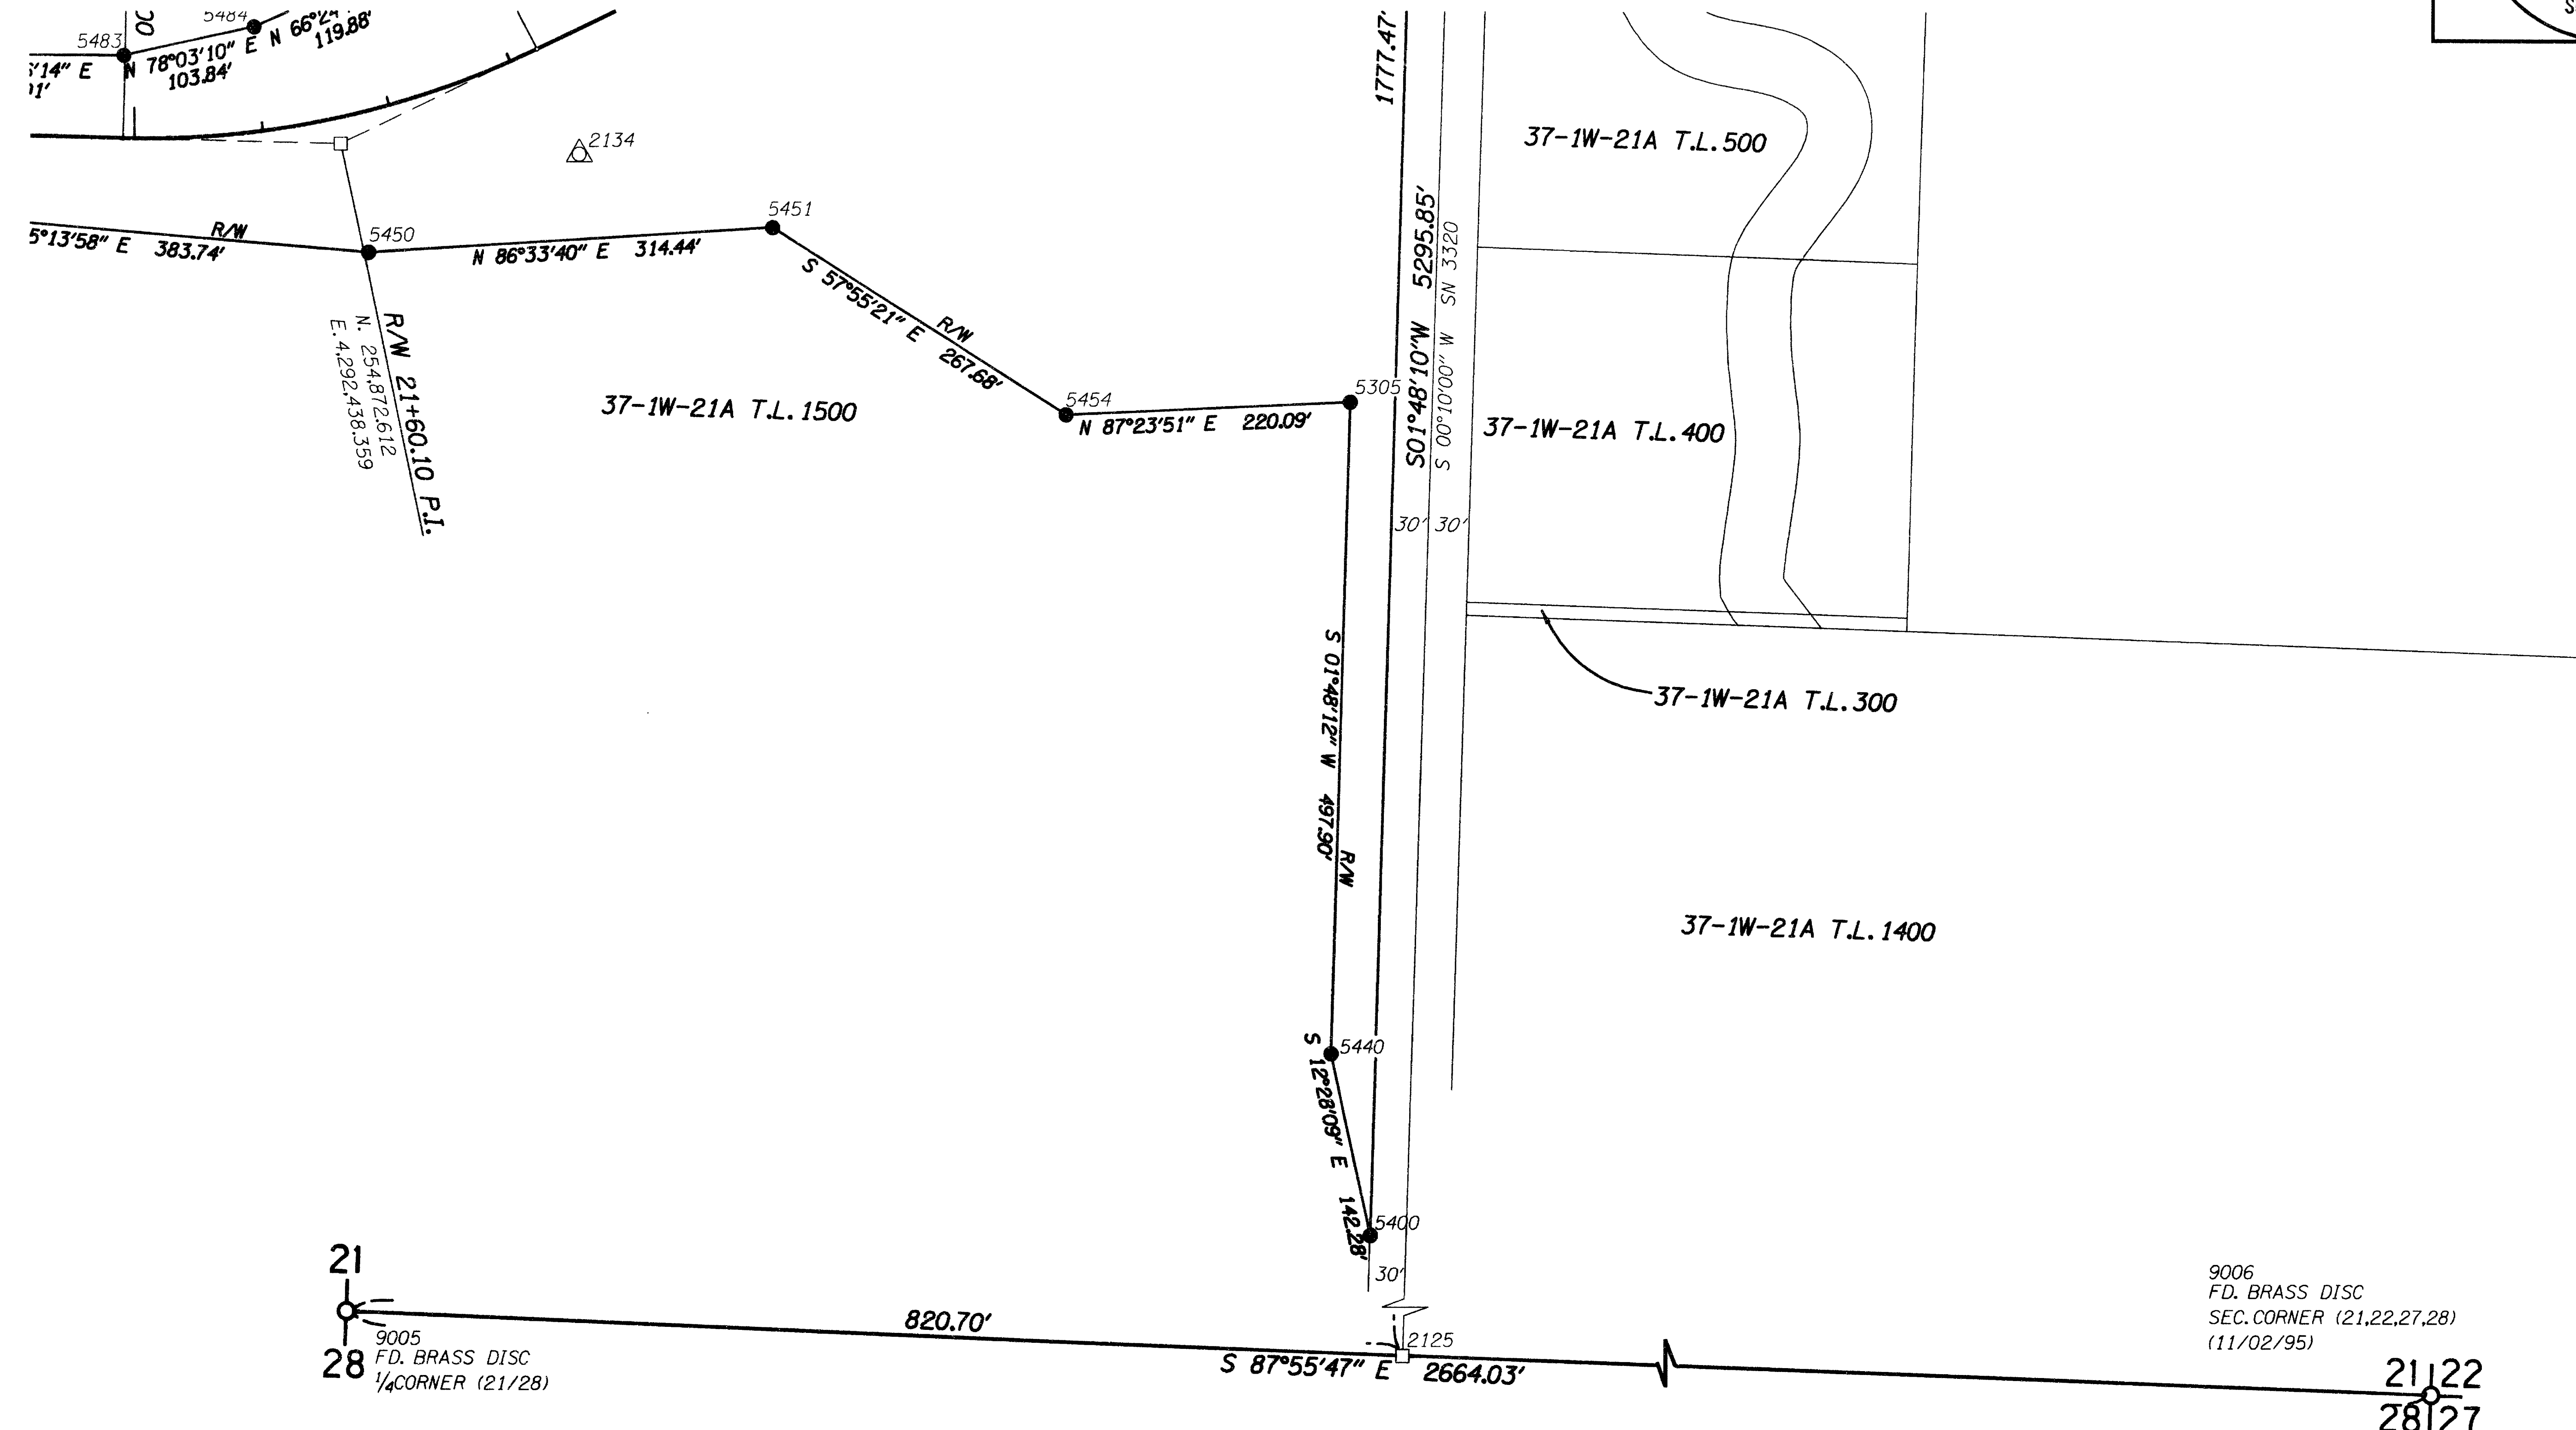 5483
5484
N 78°03'10" E
103.84'
N 66°24'
119.88'
'14" E
1'
00
2134
5°13'58" E 383.74'
R/W
5450
N 86°33'40" E 314.44'
5451
S 57°55'21" E 267.68'
R/W
R/W 21+60.10 P.I.
N. 254,872.612
E. 4,292,438.359
37-1W-21A T.L. 1500
5454
N 87°23'51" E 220.09'
5305
1777.47'
S01°48'10"W 5295.85'
S 00°10'00" W SN 3320
30' 30'
37-1W-21A T.L. 500
37-1W-21A T.L. 400
37-1W-21A T.L. 300
37-1W-21A T.L. 1400
S 01°48'12" W 497.90'
R/W
5440
S 12°28'09" E 142.28'
5400
30'
21
28
9005
FD. BRASS DISC
1/4CORNER (21/28)
820.70'
2125
S 87°55'47" E 2664.03'
9006
FD. BRASS DISC
SEC. CORNER (21,22,27,28)
(11/02/95)
21 22
28 27
S